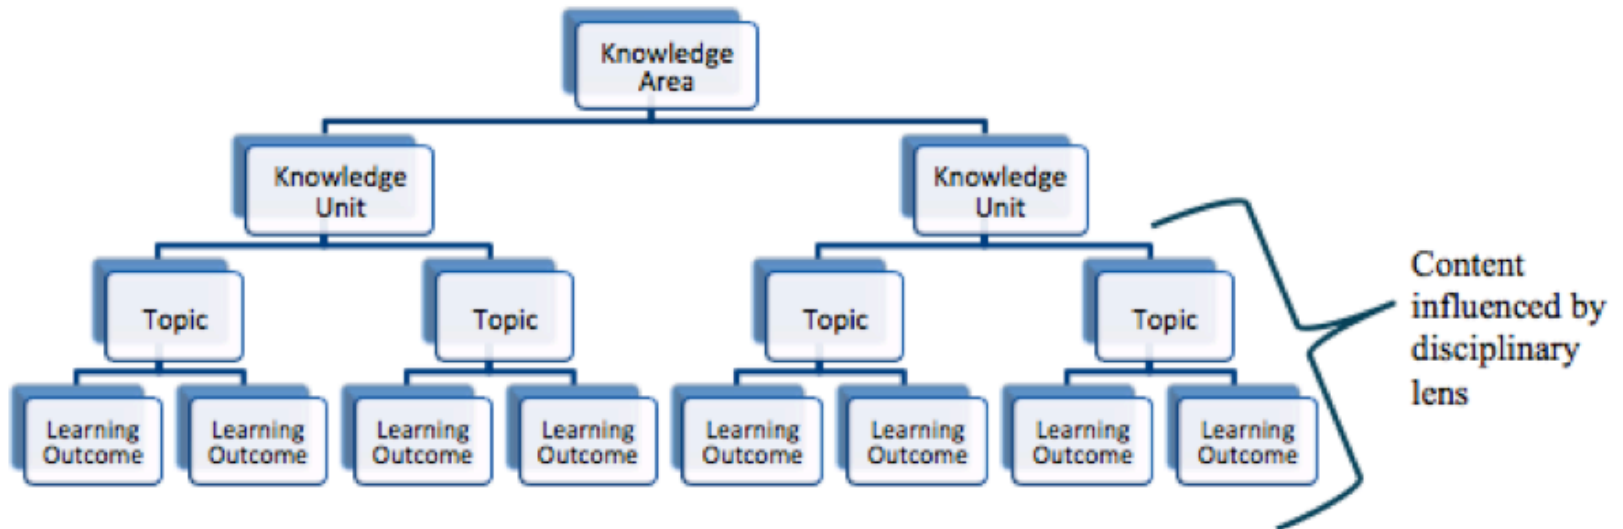 Knowledge
Area
Knowledge
Unit
Knowledge
Unit
Topic
Topic
Topic
Topic
Learning
Outcome
Learning
Outcome
Learning
Outcome
Learning
Outcome
Learning
Outcome
Learning
Outcome
Learning
Outcome
Learning
Outcome
Content
influenced by
disciplinary
lens